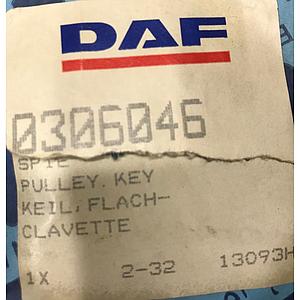 DAF
0306046
SPIE
PULLEY. KEY
KEIL, FLACH-
CLAVETTE
1X 2-32 13093H